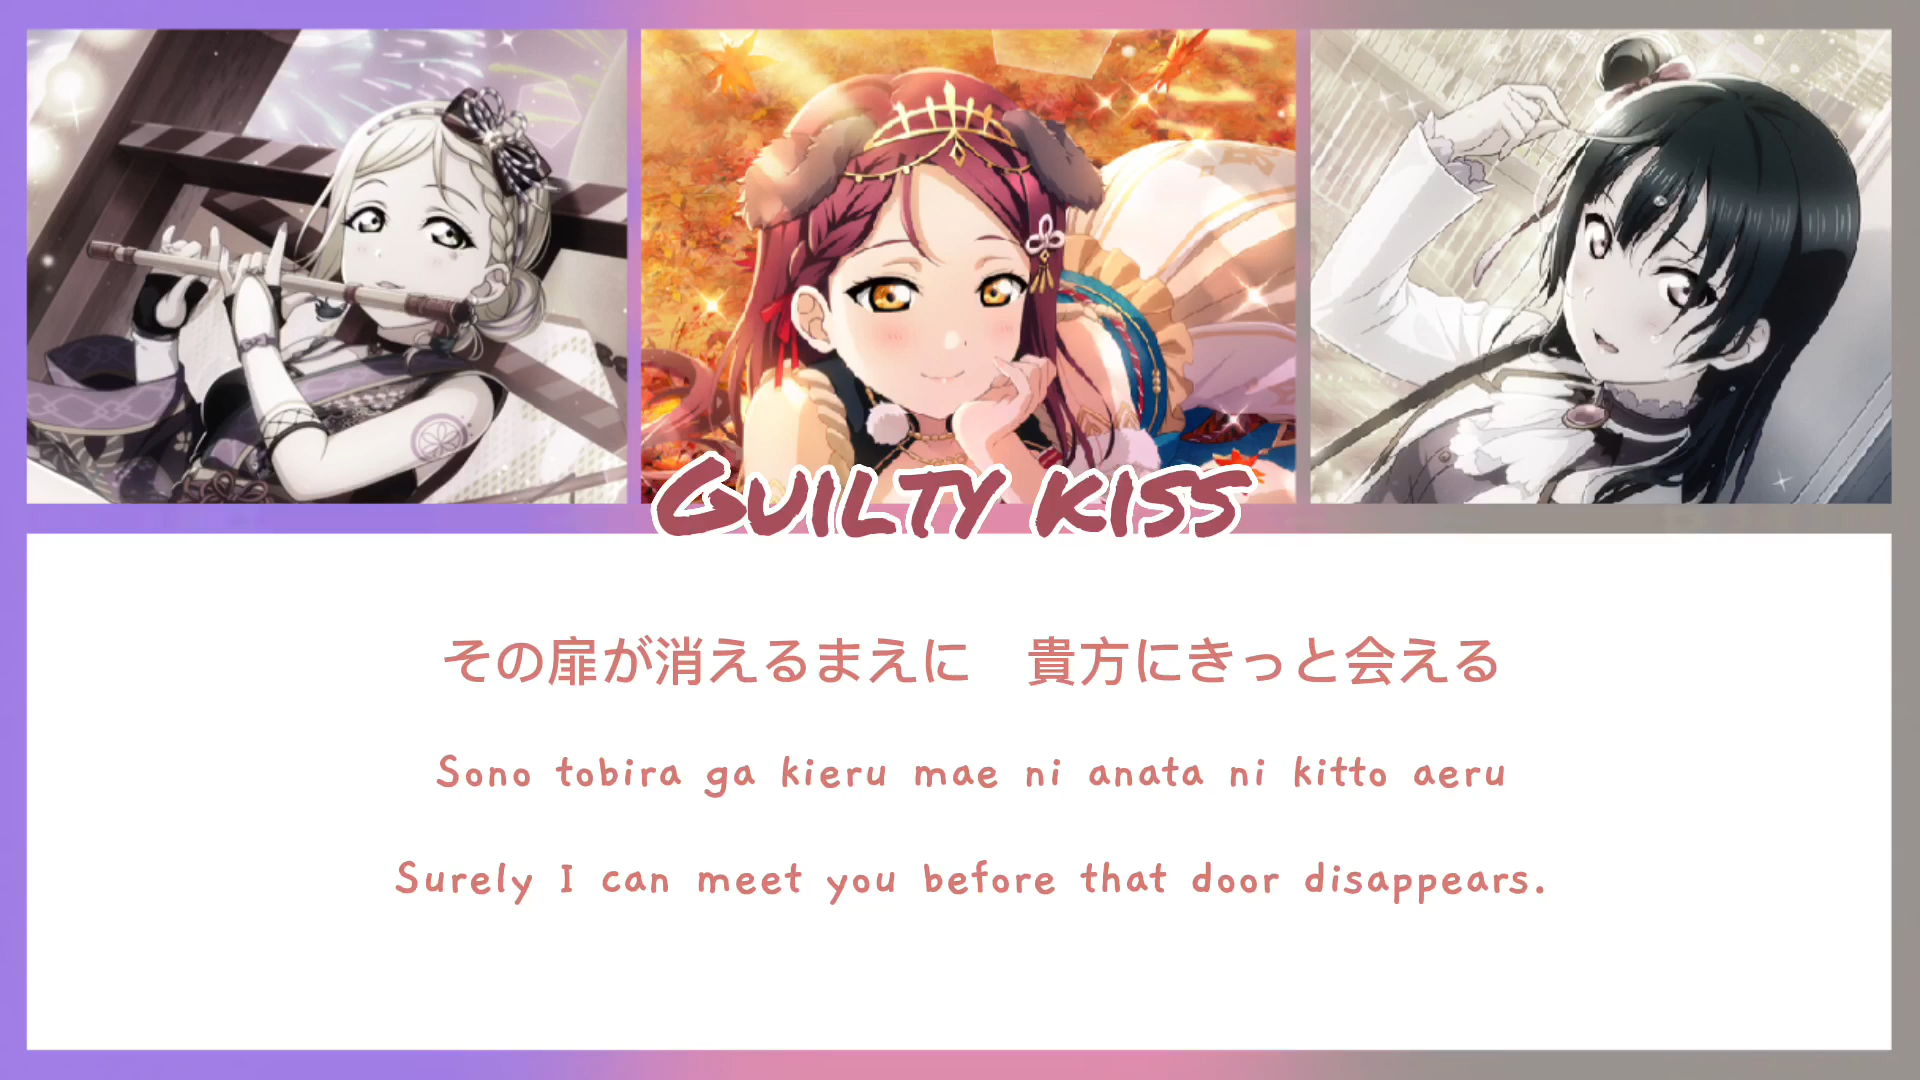 GUILTY KISS
その扉が消えるまえに　貴方にきっと会える
Sono tobira ga kieru mae ni anata ni kitto aeru
Surely I can meet you before that door disappears.